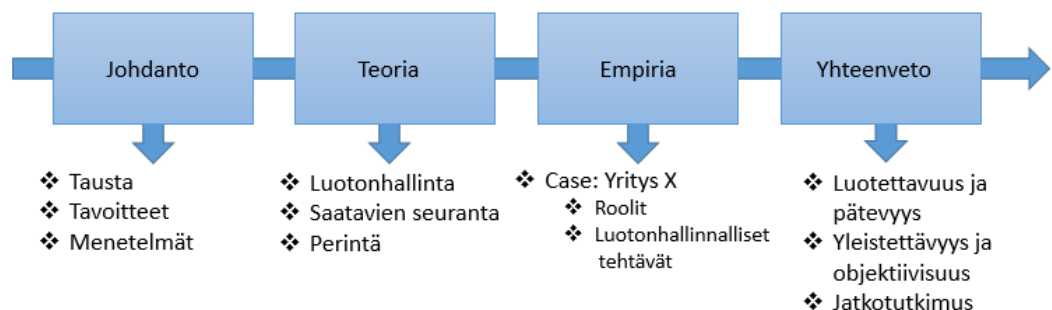 Johdanto
Teoria
Empiria
Yhteenveto
❖ Tausta
❖ Tavoitteet
❖ Menetelmät
❖ Luotonhallinta
❖ Saatavien seuranta
❖ Perintä
❖ Case: Yritys X
❖ Roolit
❖ Luotonhallinnalliset
tehtävät
❖ Luotettavuus ja
pätevyys
❖ Yleistettävyys ja
objektiivisuus
❖ Jatkotutkimus